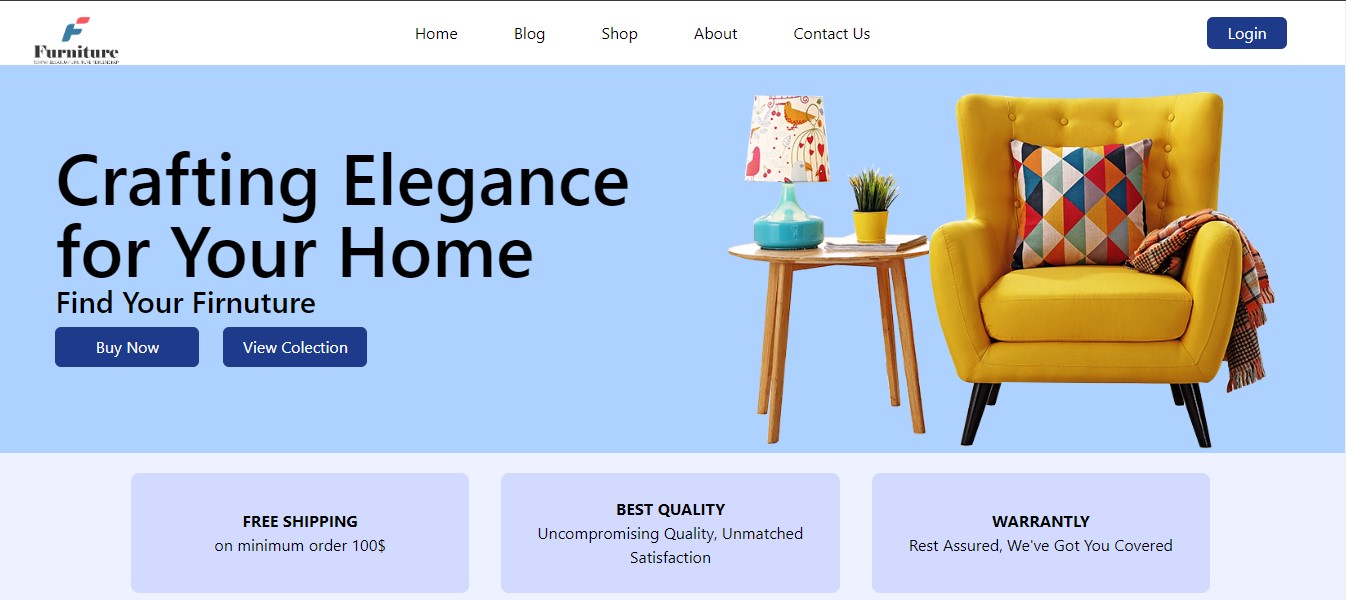 Furniture
Home
Blog
Shop
About
Contact Us
Login
Crafting Elegance
for Your Home
Find Your Firnuture
Buy Now
View Colection
FREE SHIPPING
on minimum order 100$
BEST QUALITY
Uncompromising Quality, Unmatched
Satisfaction
WARRANTLY
Rest Assured, We've Got You Covered